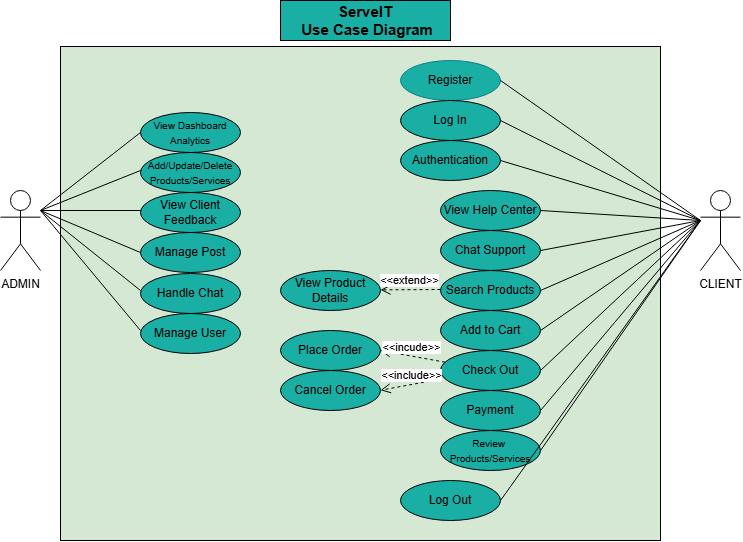 ServeIT
Use Case Diagram
Register
Log In
Authentication
View Dashboard
Analytics
Add/Update/Delete
Products/Services
View Client
Feedback
Manage Post
Handle Chat
Manage User
ADMIN
View Help Center
Chat Support
Search Products
<<extend>>
View Product
Details
Add to Cart
Place Order
<<incude>>
Check Out
Cancel Order
<<include>>
Payment
Review
Products/Services
Log Out
CLIENT